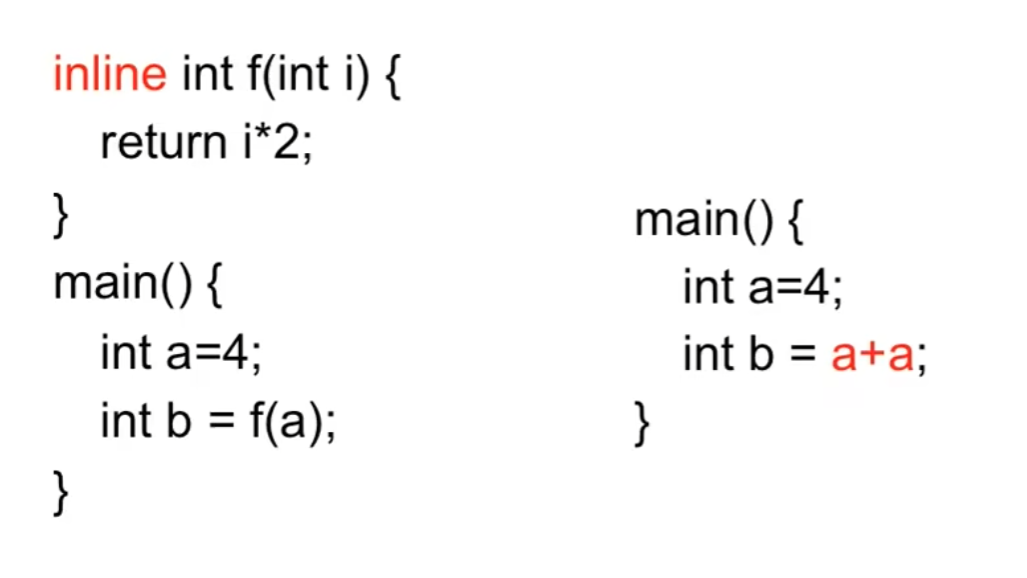 inline int f(int i) {
return i*2;
}
main() {
int a=4;
int b = f(a);
}
main() {
int a=4;
int b = a+a;
}